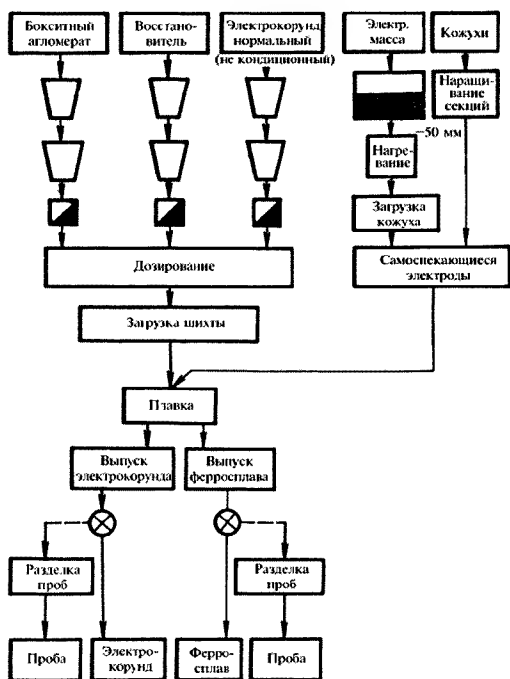 Бокситный
агломерат
Восстано-
витель
Электрокорунд
нормальный
(не кондиционный)
Электр.
масса
Кожухи
Наращи-
вание
секций
−50 мм
Нагре-
вание
Загрузка
кожуха
Дозирование
Самоспекающиеся
электроды
Загрузка шихты
Плавка
Выпуск
электрокорунда
Выпуск
ферросплава
Разделка
проб
Разделка
проб
Проба
Электро-
корунд
Ферро-
сплав
Проба